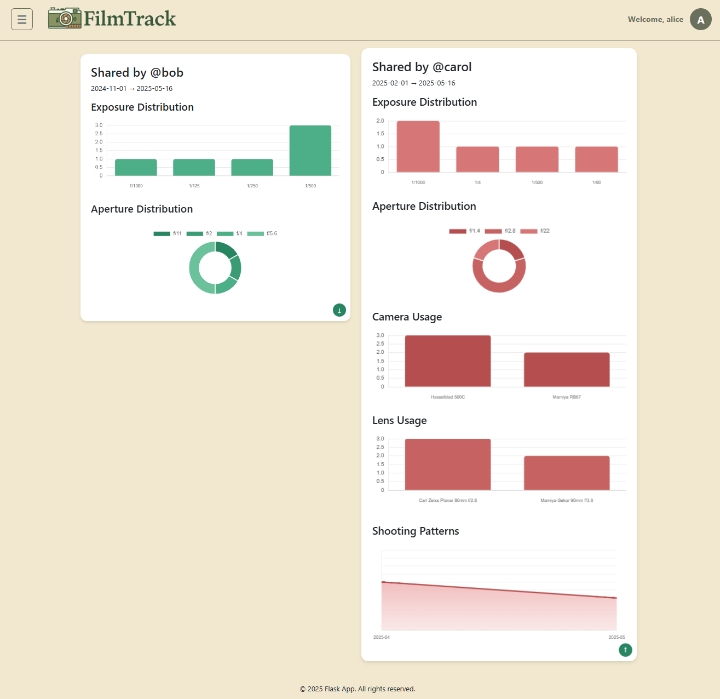 FilmTrack
Welcome, alice
A
Shared by @bob
2024-11-01 → 2025-05-16
Exposure Distribution
3.0
2.5
2.0
1.5
1.0
0.5
0
1/1000
1/125
1/250
1/500
Aperture Distribution
f/11
f/2
f/4
f/5.6
↓
Shared by @carol
2025-02-01 → 2025-05-16
Exposure Distribution
2.0
1.5
1.0
0.5
0
1/1000
1/4
1/500
1/60
Aperture Distribution
f/1.4
f/2.8
f/22
Camera Usage
3.0
2.5
2.0
1.5
1.0
0.5
0
Hasselblad 500C
Mamiya RB67
Lens Usage
3.0
2.5
2.0
1.5
1.0
0.5
0
Carl Zeiss Planar 80mm f/2.8
Mamiya-Sekor
Shooting Patterns
2025-04
2025-05
↑
© 2025 Flask App. All rights reserved.